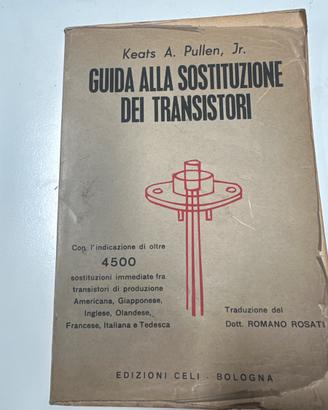 Keats A. Pullen, Jr.
GUIDA ALLA SOSTITUZIONE
DEI TRANSISTORI
Con l'indicazione di oltre
4500
sostituzioni immediate fra
transistori di produzione
Americana, Giapponese,
Inglese, Olandese,
Francese, Italiana e Tedesca
Traduzione del
Dott. ROMANO ROSATI
EDIZIONI CELI - BOLOGNA